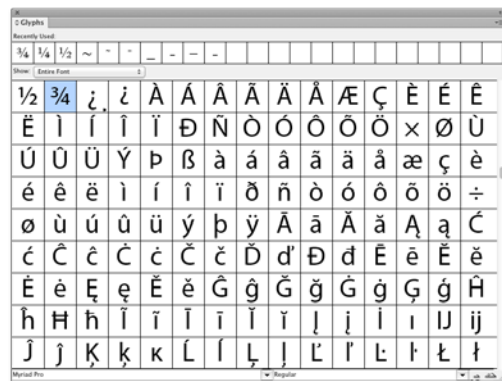 Glyphs
Recently Used:
¾ ¼ ½ ~ ˜ ˉ _ - – -
Show: Entire Font
½ ¾ ¿ ¿ À Á Â Ã Ä Å Æ Ç È É Ê
Ë Ì Í Î Ï Ð Ñ Ò Ó Ô Õ Ö × Ø Ù
Ú Û Ü Ý Þ ß à á â ã ä å æ ç è
é ê ë ì í î ï ð ñ ò ó ô õ ö ÷
ø ù ú û ü ý þ ÿ Ā ā Ă ă Ą ą Ć
ć Ĉ ĉ Ċ ċ Č č Ď ď Đ đ Ē ē Ĕ ĕ
Ė ė Ę ę Ě ě Ĝ ĝ Ğ ğ Ġ ġ Ģ ģ Ĥ
ĥ Ħ ħ Ĩ ĩ Ī ī Ĭ ĭ Į į İ ı Ĳ ĳ
Ĵ ĵ Ķ ķ ĸ Ĺ ĺ Ļ ļ Ľ ľ Ŀ ŀ Ł ł
Myriad Pro Regular